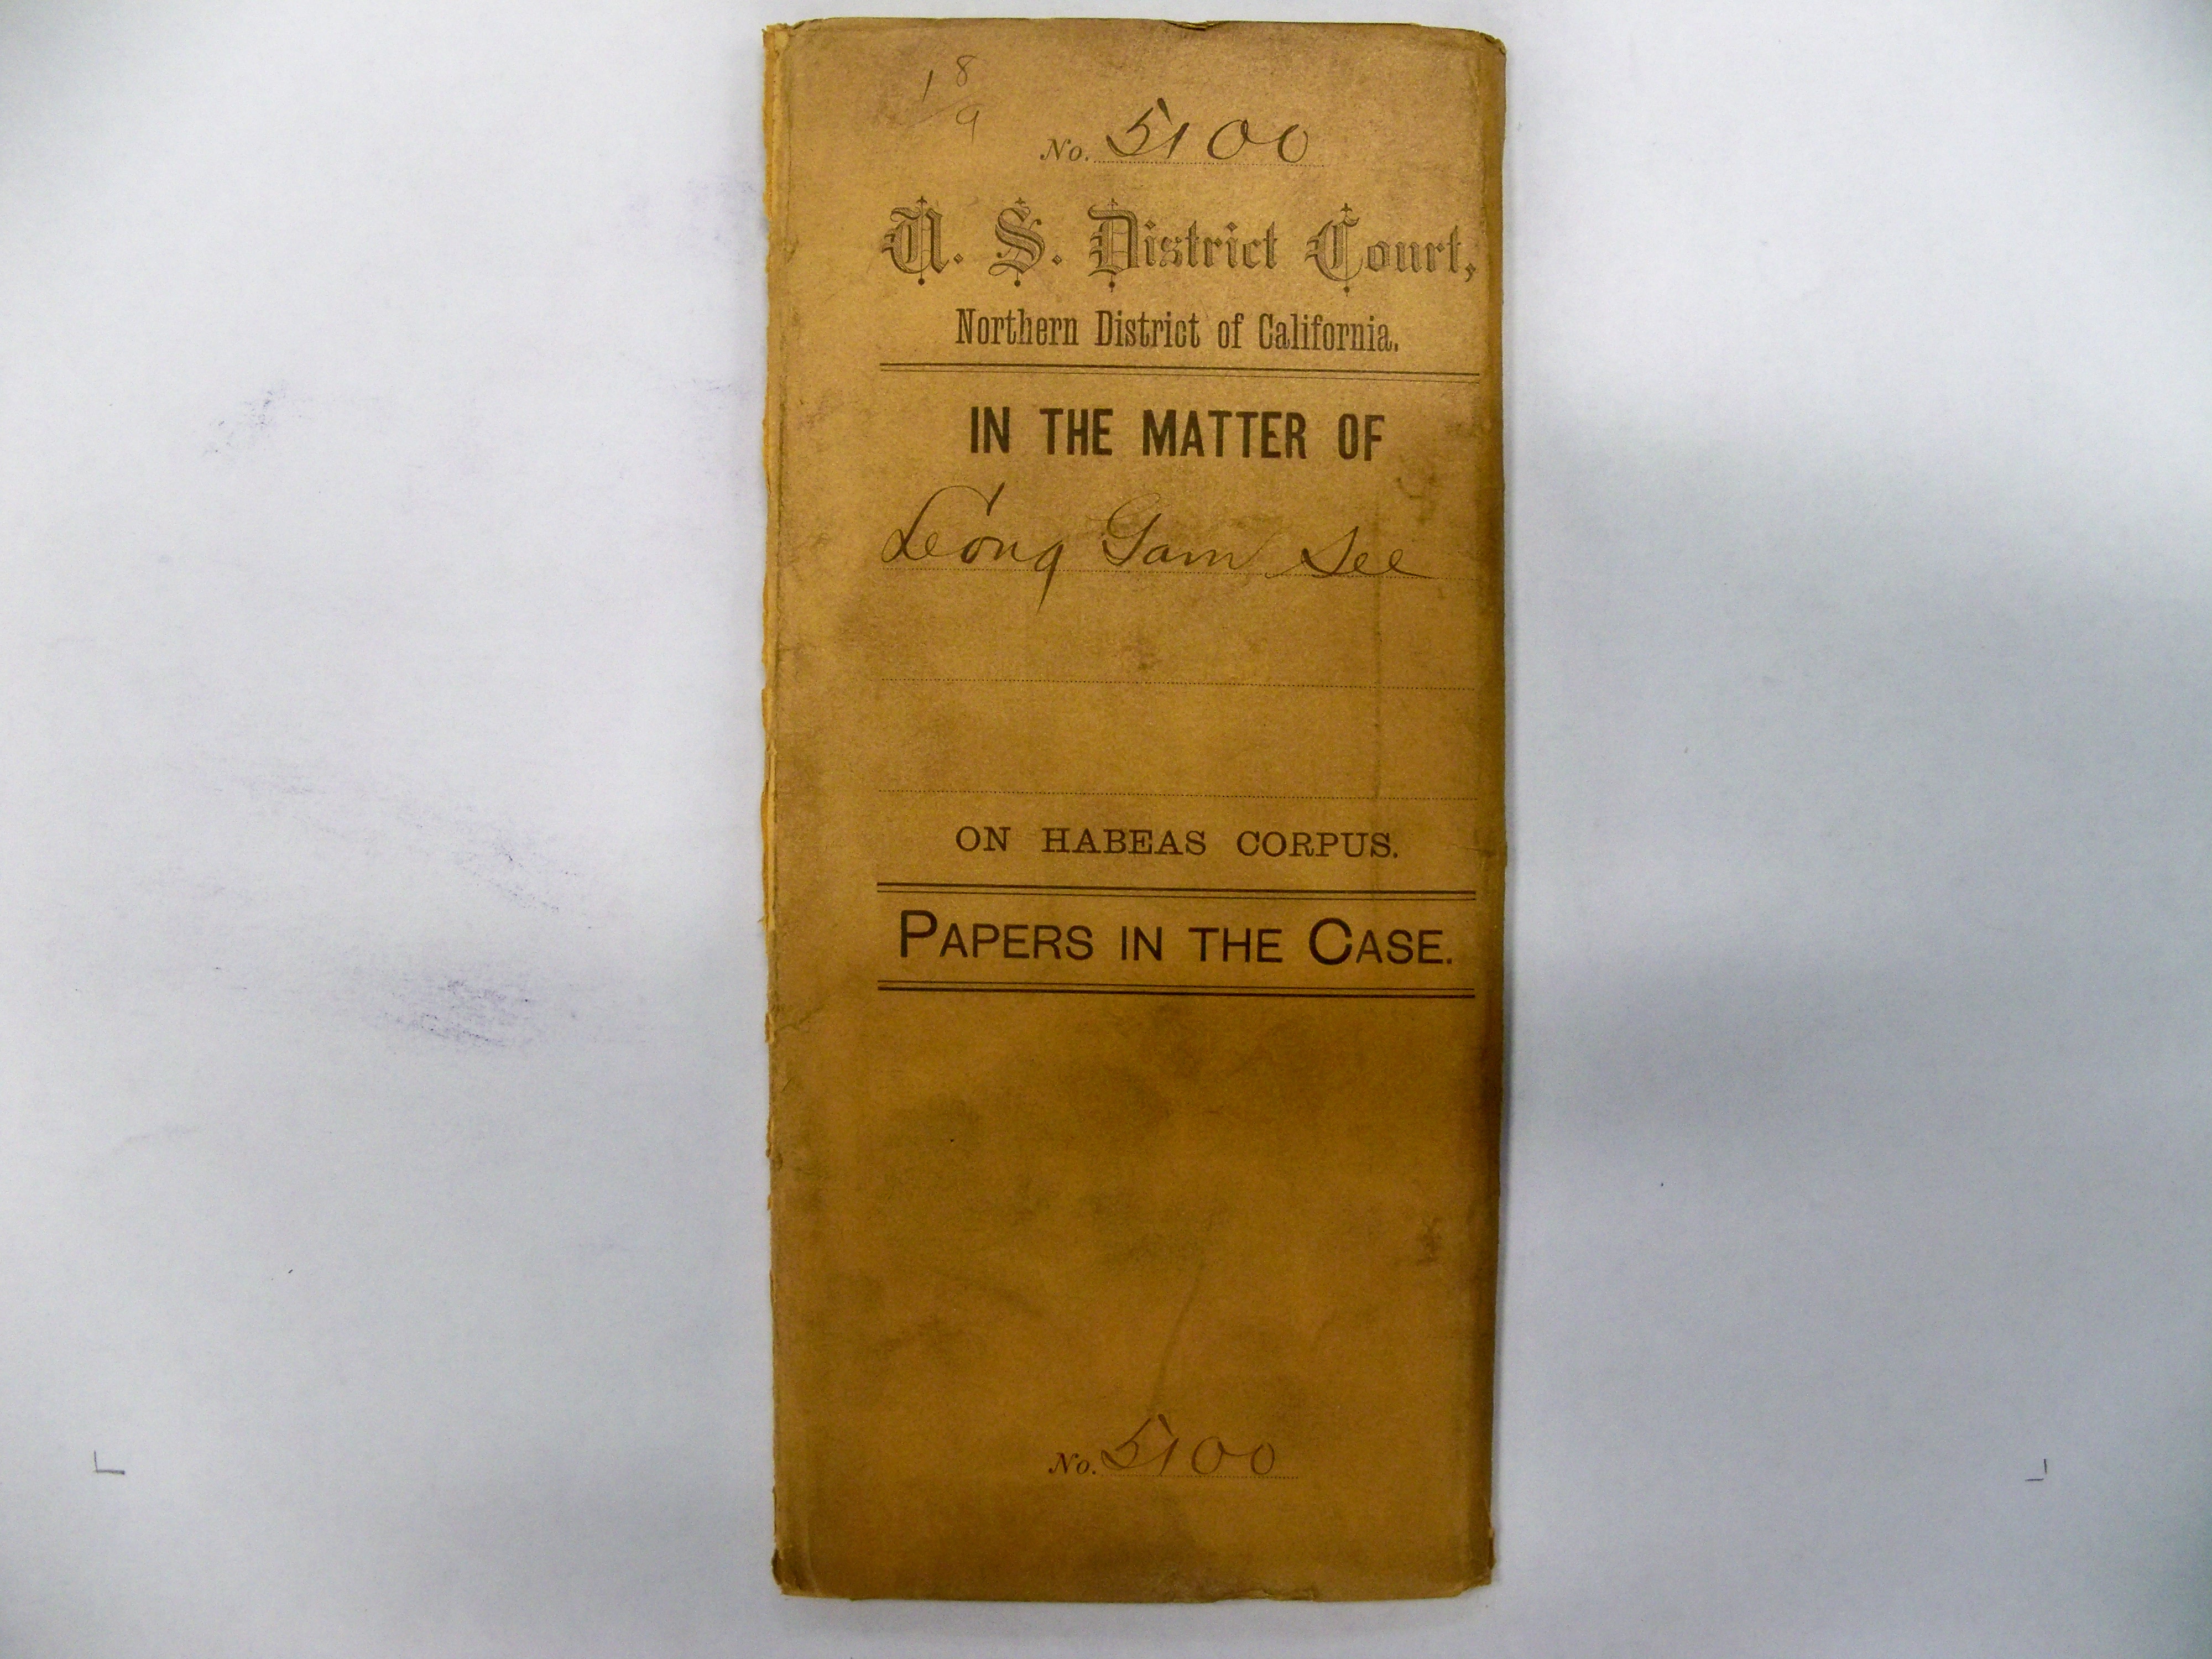 18
9
No. 5100
U. S. District Court,
Northern District of California.
IN THE MATTER OF
Leong Gam See
ON HABEAS CORPUS.
PAPERS IN THE CASE.
No. 5100